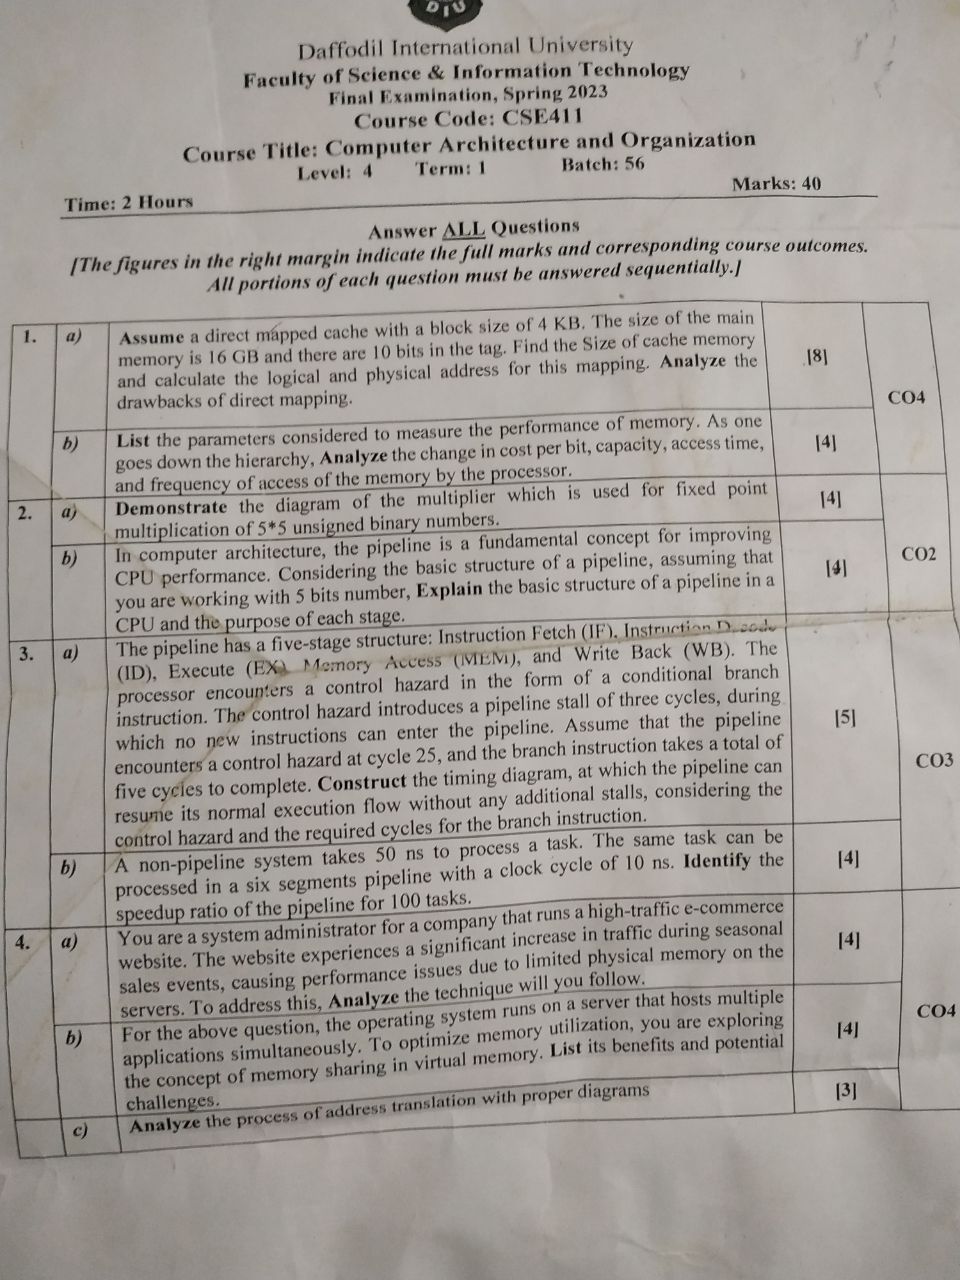 DIU
Daffodil International University
Faculty of Science & Information Technology
Final Examination, Spring 2023
Course Code: CSE411
Course Title: Computer Architecture and Organization
Level: 4 Term: 1 Batch: 56
Time: 2 Hours Marks: 40
Answer ALL Questions
[The figures in the right margin indicate the full marks and corresponding course outcomes.
All portions of each question must be answered sequentially.]
1. a) Assume a direct mapped cache with a block size of 4 KB. The size of the main
memory is 16 GB and there are 10 bits in the tag. Find the Size of cache memory
and calculate the logical and physical address for this mapping. Analyze the
drawbacks of direct mapping.
[8]
CO4
b) List the parameters considered to measure the performance of memory. As one
goes down the hierarchy, Analyze the change in cost per bit, capacity, access time,
and frequency of access of the memory by the processor.
[4]
2. a) Demonstrate the diagram of the multiplier which is used for fixed point
multiplication of 5*5 unsigned binary numbers.
[4]
CO2
b) In computer architecture, the pipeline is a fundamental concept for improving
CPU performance. Considering the basic structure of a pipeline, assuming that
you are working with 5 bits number, Explain the basic structure of a pipeline in a
CPU and the purpose of each stage.
[4]
3. a) The pipeline has a five-stage structure: Instruction Fetch (IF), Instruction Decode
(ID), Execute (EX), Memory Access (MEM), and Write Back (WB). The
processor encounters a control hazard in the form of a conditional branch
instruction. The control hazard introduces a pipeline stall of three cycles, during
which no new instructions can enter the pipeline. Assume that the pipeline
encounters a control hazard at cycle 25, and the branch instruction takes a total of
five cycles to complete. Construct the timing diagram, at which the pipeline can
resume its normal execution flow without any additional stalls, considering the
control hazard and the required cycles for the branch instruction.
[5]
CO3
b) A non-pipeline system takes 50 ns to process a task. The same task can be
processed in a six segments pipeline with a clock cycle of 10 ns. Identify the
speedup ratio of the pipeline for 100 tasks.
[4]
4. a) You are a system administrator for a company that runs a high-traffic e-commerce
website. The website experiences a significant increase in traffic during seasonal
sales events, causing performance issues due to limited physical memory on the
servers. To address this, Analyze the technique will you follow.
[4]
CO4
b) For the above question, the operating system runs on a server that hosts multiple
applications simultaneously. To optimize memory utilization, you are exploring
the concept of memory sharing in virtual memory. List its benefits and potential
challenges.
[4]
c) Analyze the process of address translation with proper diagrams
[3]